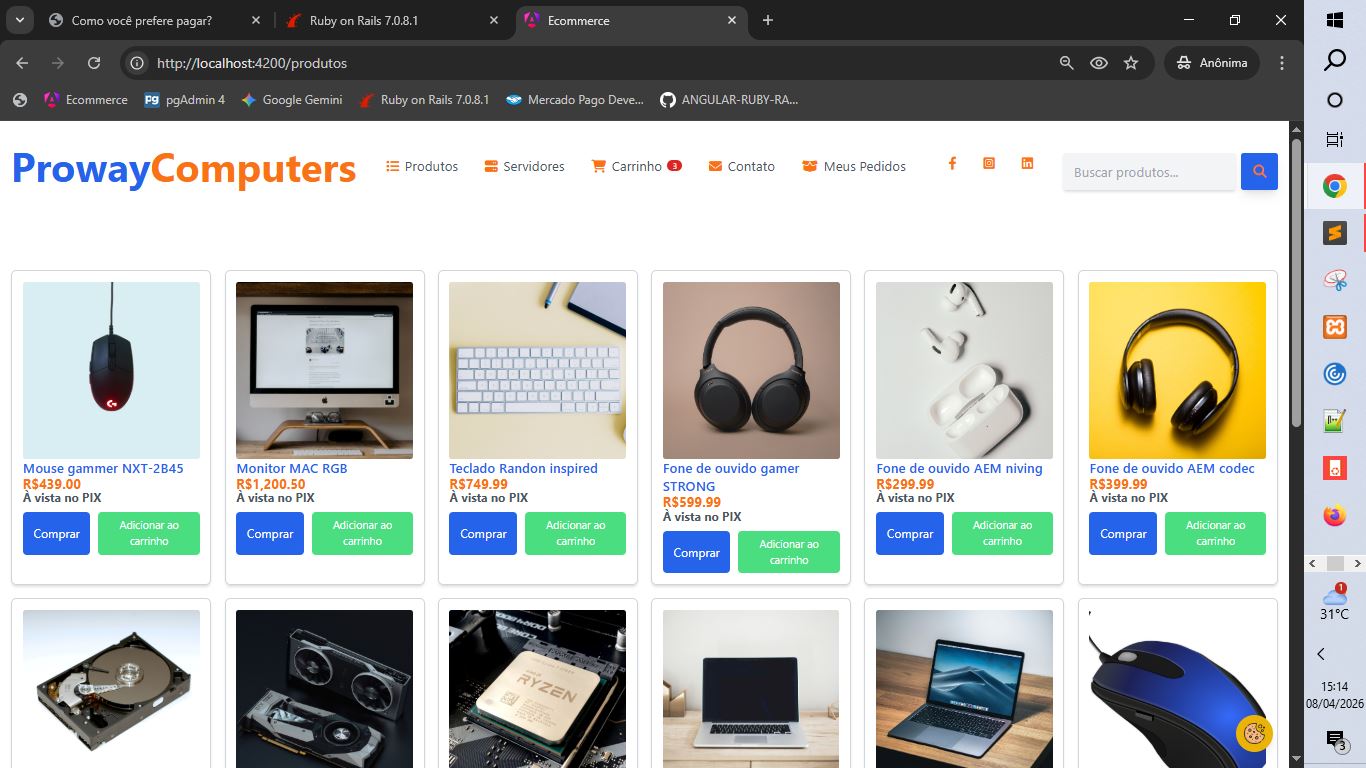 Como você prefere pagar?
Ruby on Rails 7.0.8.1
Ecommerce
http://localhost:4200/produtos
Anônima
Ecommerce
pgAdmin 4
Google Gemini
Ruby on Rails 7.0.8.1
Mercado Pago Deve...
ANGULAR-RUBY-RA...
ProwayComputers
Produtos
Servidores
Carrinho 3
Contato
Meus Pedidos
Buscar produtos...
Mouse gammer NXT-2B45
R$439.00
À vista no PIX
Comprar
Adicionar ao
carrinho
Monitor MAC RGB
R$1,200.50
À vista no PIX
Comprar
Adicionar ao
carrinho
Teclado Randon inspired
R$749.99
À vista no PIX
Comprar
Adicionar ao
carrinho
Fone de ouvido gamer
STRONG
R$599.99
À vista no PIX
Comprar
Adicionar ao
carrinho
Fone de ouvido AEM niving
R$299.99
À vista no PIX
Comprar
Adicionar ao
carrinho
Fone de ouvido AEM codec
R$399.99
À vista no PIX
Comprar
Adicionar ao
carrinho
RYZEN
1
31°C
15:14
08/04/2026
3